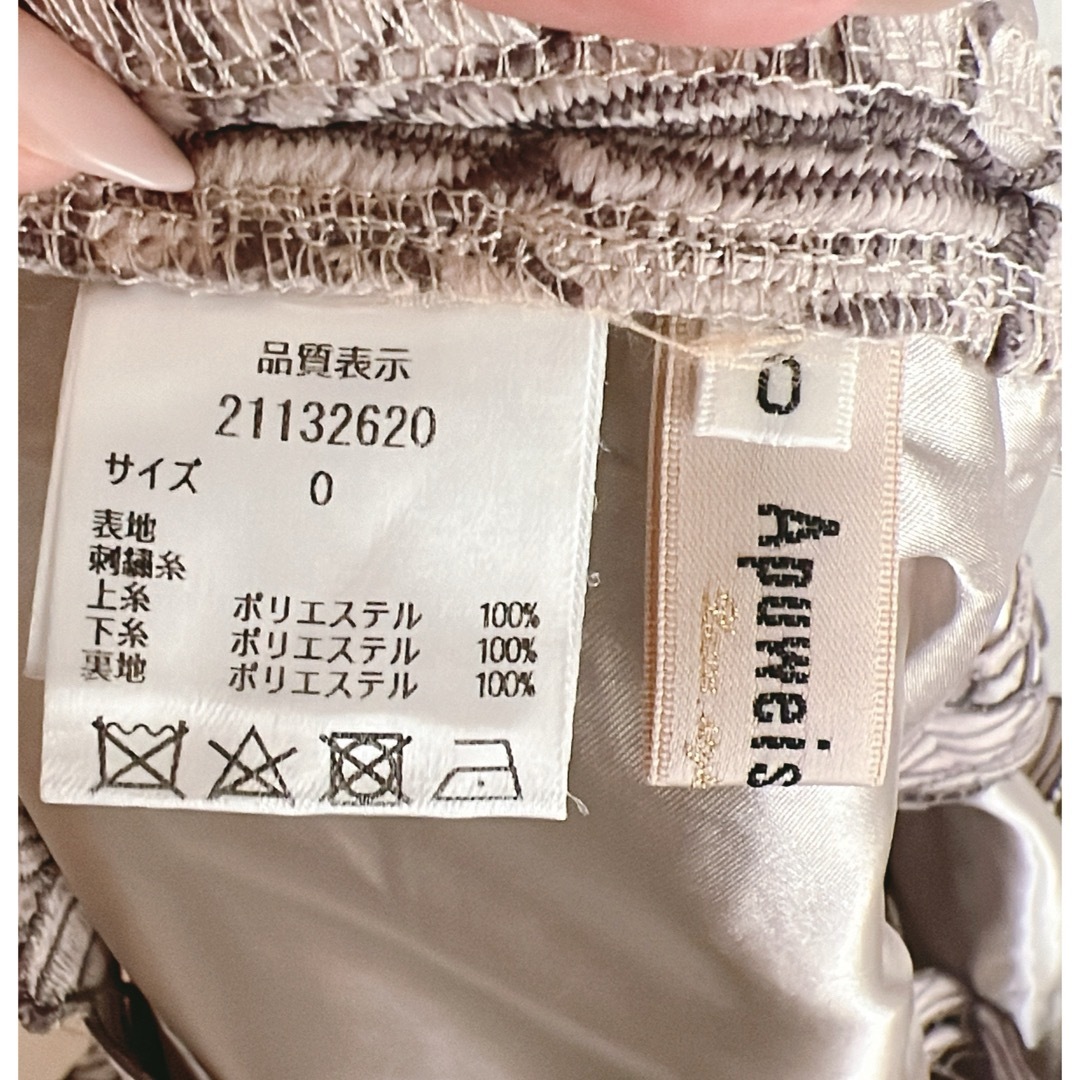 品質表示
21132620
サイズ 0
表地
刺繍糸
上糸 ポリエステル 100%
下糸 ポリエステル 100%
裏地 ポリエステル 100%
0
Apuweis